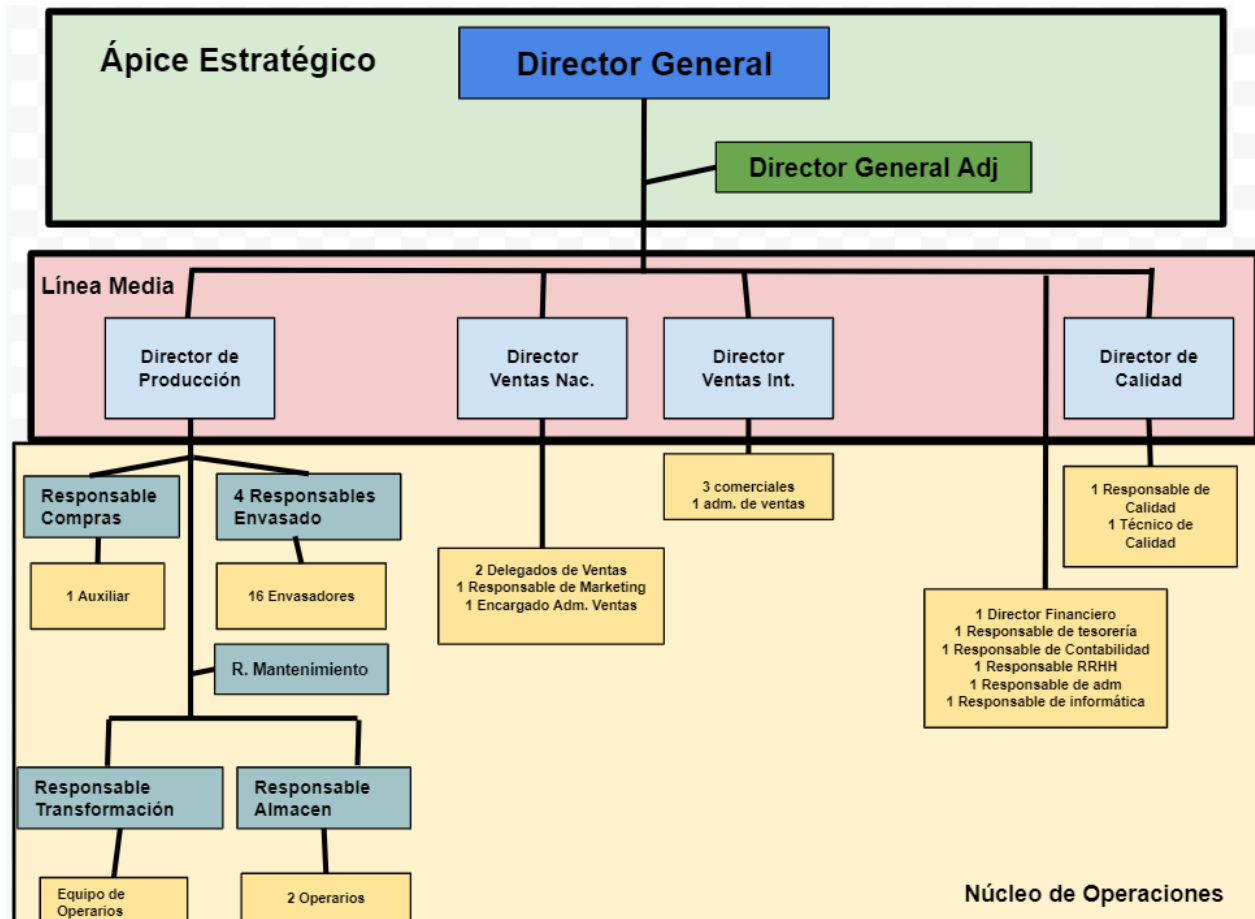 Ápice Estratégico
Director General
Director General Adj
Línea Media
Director de
Producción
Director
Ventas Nac.
Director
Ventas Int.
Director de
Calidad
Responsable
Compras
4 Responsables
Envasado
3 comerciales
1 adm. de ventas
1 Responsable de
Calidad
1 Técnico de
Calidad
1 Auxiliar
16 Envasadores
2 Delegados de Ventas
1 Responsable de Marketing
1 Encargado Adm. Ventas
1 Director Financiero
1 Responsable de tesorería
1 Responsable de Contabilidad
1 Responsable RRHH
1 Responsable de adm
1 Responsable de informática
R. Mantenimiento
Responsable
Transformación
Responsable
Almacen
Equipo de
Operarios
2 Operarios
Núcleo de Operaciones